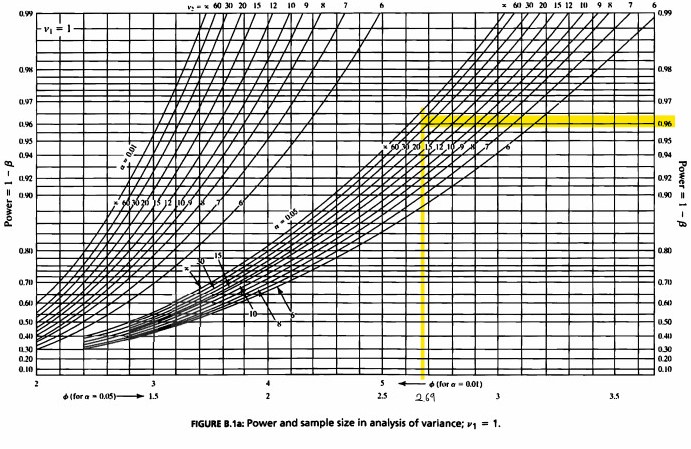 ν₂ = ∞ 60 30 20 15 12 10 9 8 7 6
∞ 60 30 20 15 12 10 9 8 7 6
0.99 0.99
ν₁ = 1
0.98 0.98
0.97 0.97
0.96 0.96
0.95 0.95
0.94 0.94
α = 0.01
∞ 60 30 20 15 12 10 9 8 7 6
0.92 0.92
0.90 0.90
∞ 60 30 20 15 12 10 9 8 7 6
Power = 1 − β
Power = 1 − β
α = 0.05
0.80 0.80
∞ 30 15
0.70 0.70
10 8 6
0.60 0.60
0.50 0.50
0.40 0.40
0.30 0.30
0.20 0.20
0.10 0.10
2 3 4 5 ϕ (for α = 0.01) 3 3.5
ϕ (for α = 0.05) 1.5 2 2.5 2.69
FIGURE B.1a: Power and sample size in analysis of variance; ν₁ = 1.